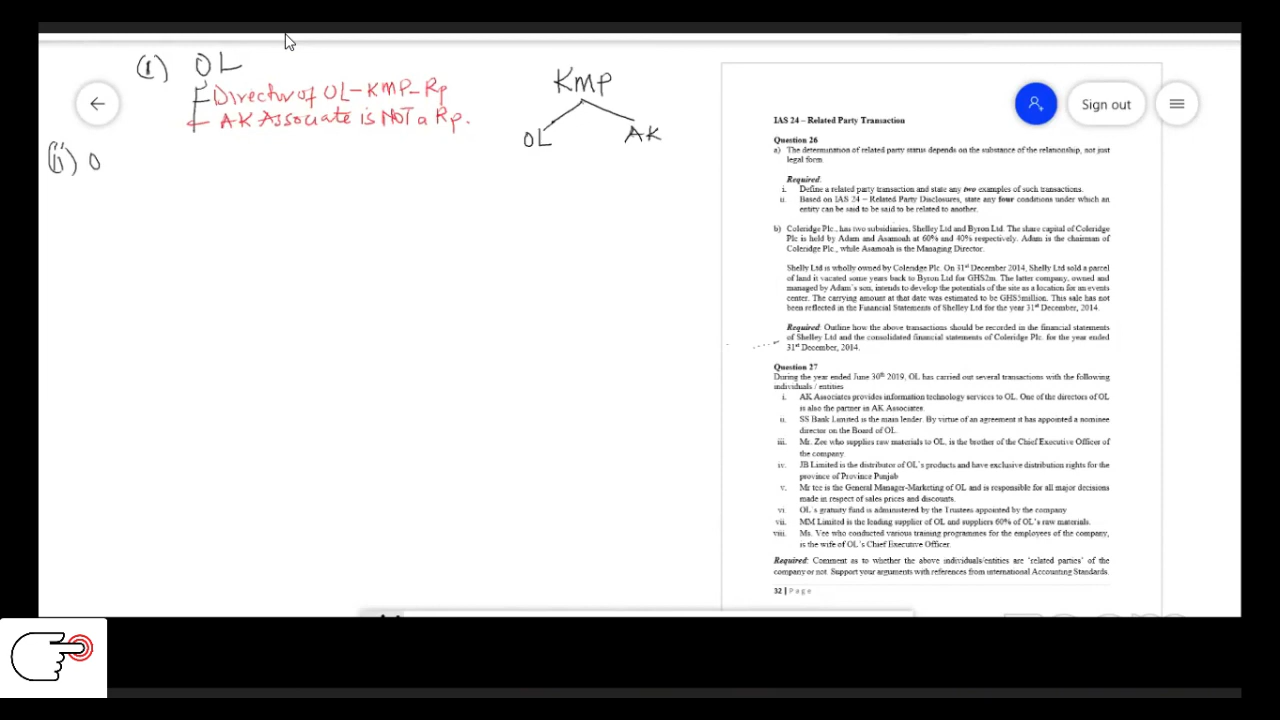 (i) OL
Director of OL - KMP - Rp
AK Associate is NOT a Rp.
(ii) O
KMP
OL AK
Sign out
IAS 24 – Related Party Transaction
Question 26
a) The determination of related party status depends on the substance of the relationship, not just
legal form.
Required:
i. Define a related party transaction and state any two examples of such transactions.
ii. Based on IAS 24 – Related Party Disclosures, state any four conditions under which an
entity can be said to be said to be related to another.
b) Coleridge Plc., has two subsidiaries, Shelley Ltd and Byron Ltd. The share capital of Coleridge
Plc is held by Adam and Asamoah at 60% and 40% respectively. Adam is the chairman of
Coleridge Plc., while Asamoah is the Managing Director.
Shelly Ltd is wholly owned by Coleridge Plc. On 31st December 2014, Shelly Ltd sold a parcel
of land it vacated some years back to Byron Ltd for GHS2m. The latter company, owned and
managed by Adam's son, intends to develop the potentials of the site as a location for an events
center. The carrying amount at that date was estimated to be GHS5million. This sale has not
been reflected in the Financial Statements of Shelley Ltd for the year 31st December, 2014.
Required: Outline how the above transactions should be recorded in the financial statements
of Shelley Ltd and the consolidated financial statements of Coleridge Plc. for the year ended
31st December, 2014.
Question 27
During the year ended June 30th 2019, OL has carried out several transactions with the following
individuals / entities
i. AK Associates provides information technology services to OL. One of the directors of OL
is also the partner in AK Associates.
ii. SS Bank Limited is the main lender. By virtue of an agreement it has appointed a nominee
director on the Board of OL.
iii. Mr. Zee who supplies raw materials to OL, is the brother of the Chief Executive Officer of
the company.
iv. JB Limited is the distributor of OL's products and have exclusive distribution rights for the
province of Province Punjab
v. Mr tee is the General Manager-Marketing of OL and is responsible for all major decisions
made in respect of sales prices and discounts.
vi. OL's gratuity fund is administered by the Trustees appointed by the company
vii. MM Limited is the leading supplier of OL and suppliers 60% of OL's raw materials.
viii. Ms. Vee who conducted various training programmes for the employees of the company,
is the wife of OL's Chief Executive Officer.
Required: Comment as to whether the above individuals/entities are 'related parties' of the
company or not. Support your arguments with references from international Accounting Standards.
32 | Page